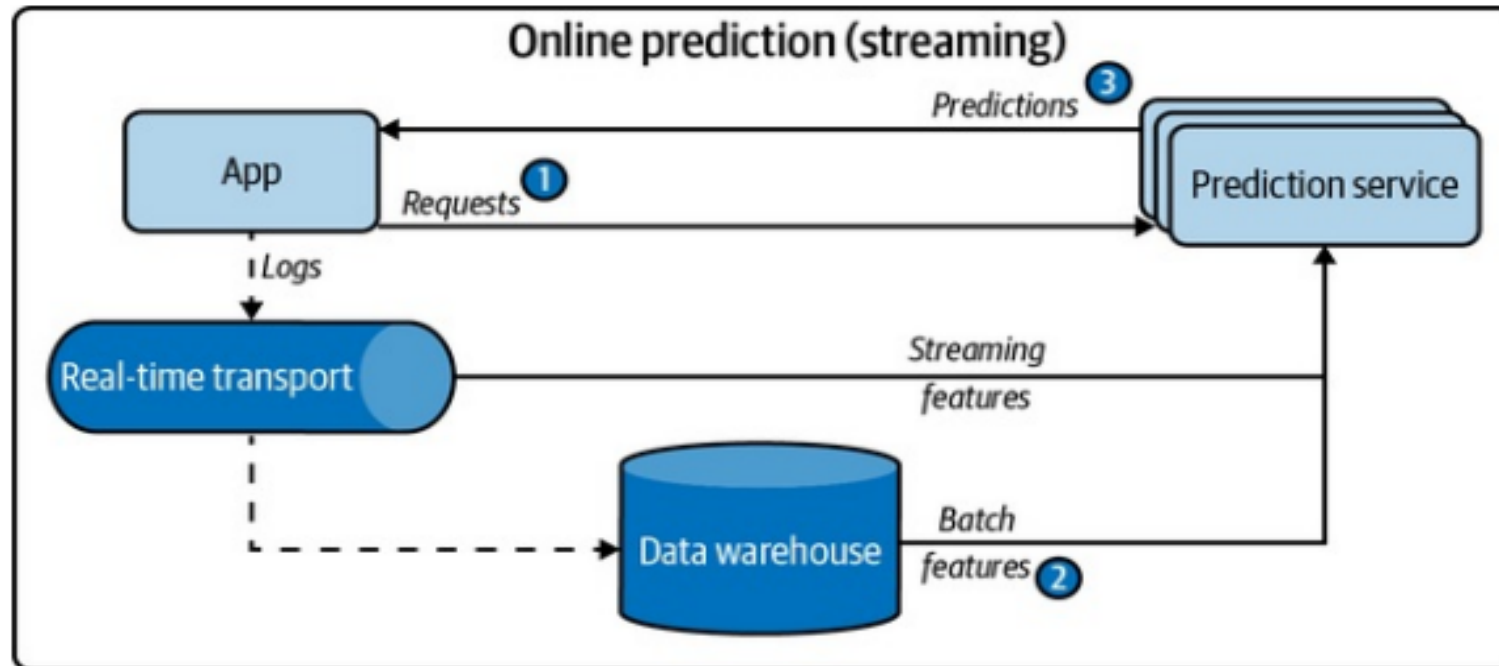 Online prediction (streaming)
Predictions 3
App
Requests 1
Prediction service
Logs
Real-time transport
Streaming
features
Data warehouse
Batch
features 2